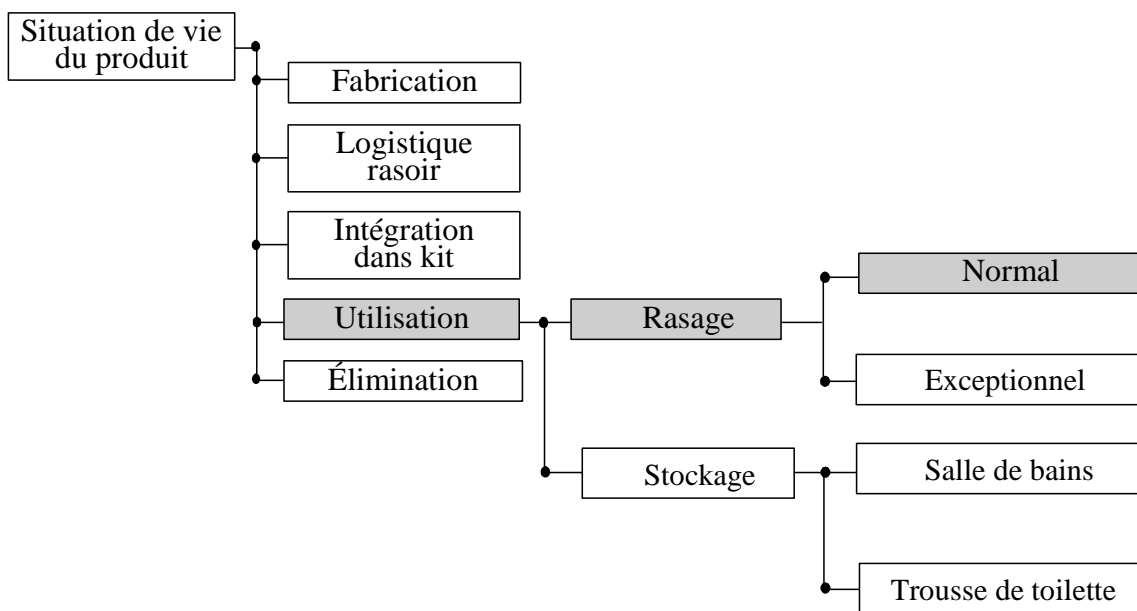 Situation de vie
du produit
Fabrication
Logistique
rasoir
Intégration
dans kit
Utilisation
Élimination
Rasage
Stockage
Normal
Exceptionnel
Salle de bains
Trousse de toilette